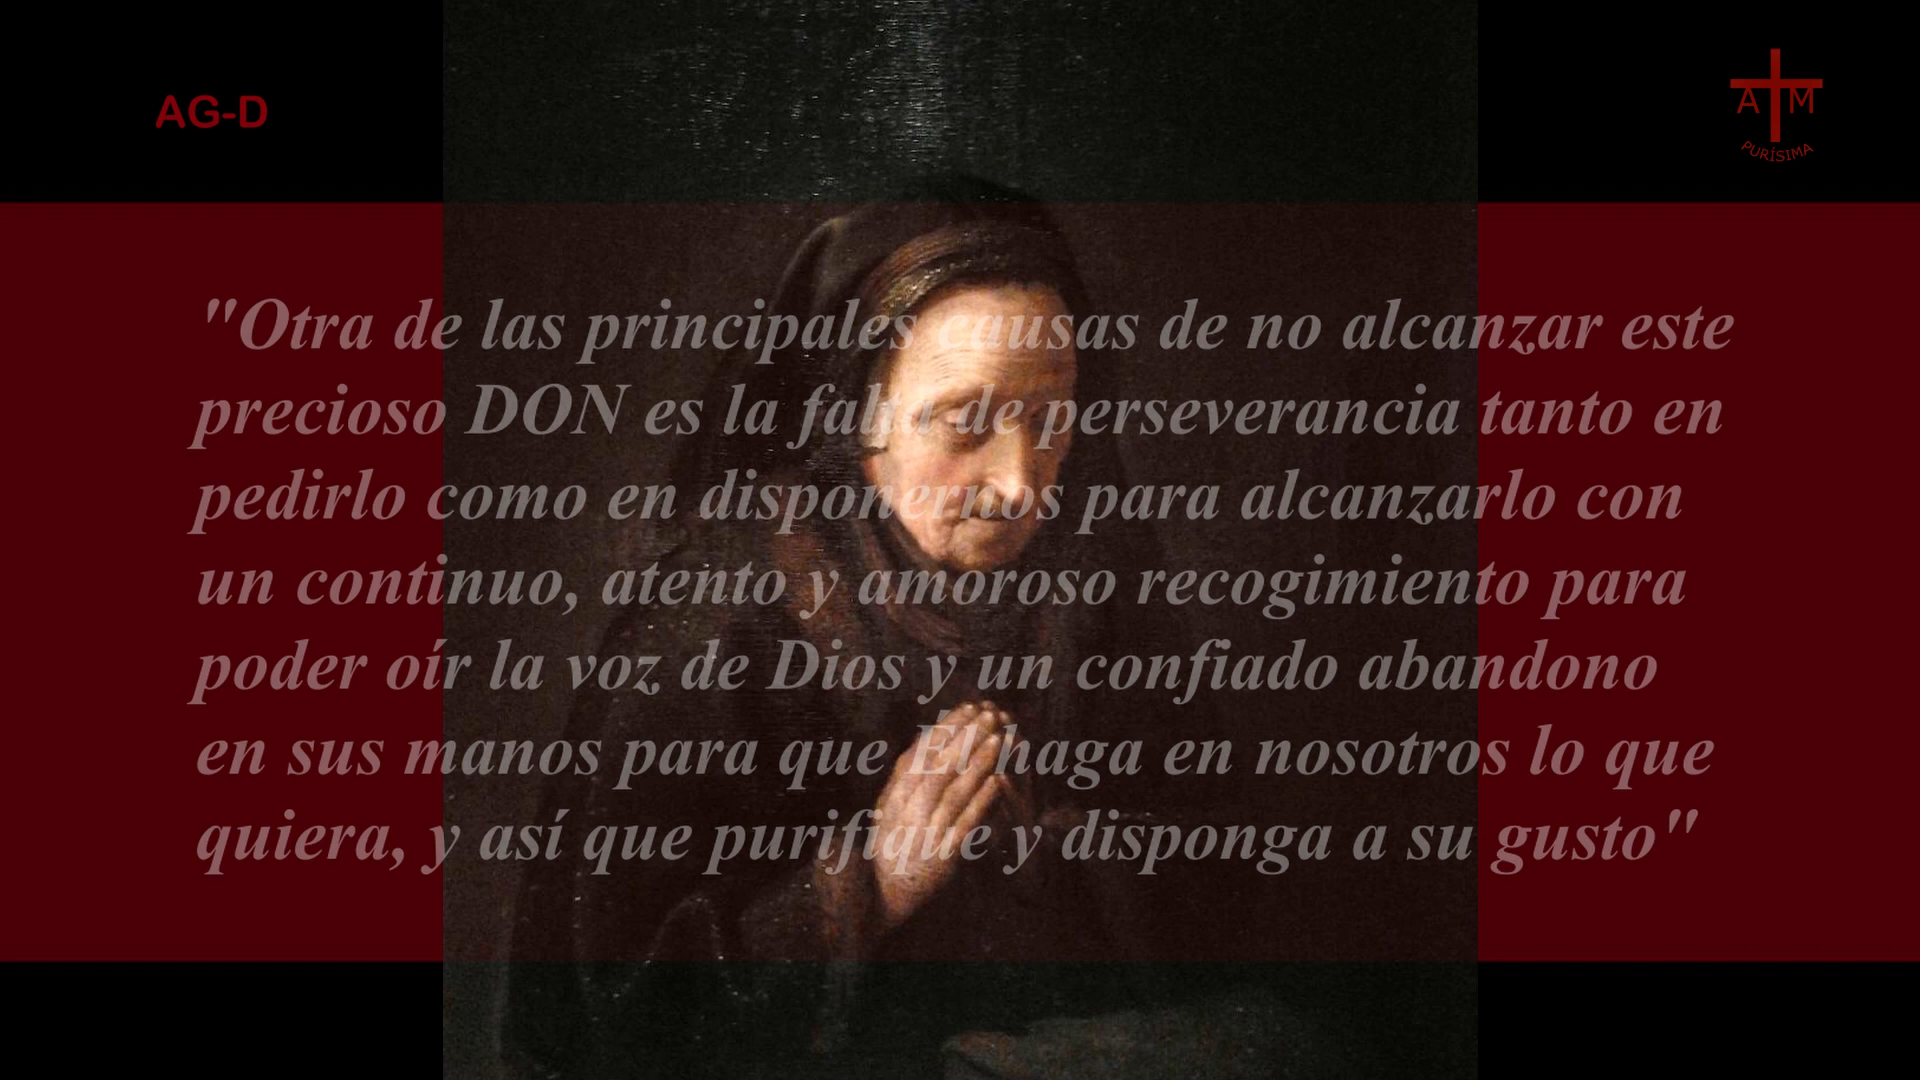 AG-D
A M
PURÍSIMA
"Otra de las principales causas de no alcanzar este
precioso DON es la falta de perseverancia tanto en
pedirlo como en disponernos para alcanzarlo con
un continuo, atento y amoroso recogimiento para
poder oír la voz de Dios y un confiado abandono
en sus manos para que Él haga en nosotros lo que
quiera, y así que purifique y disponga a su gusto"